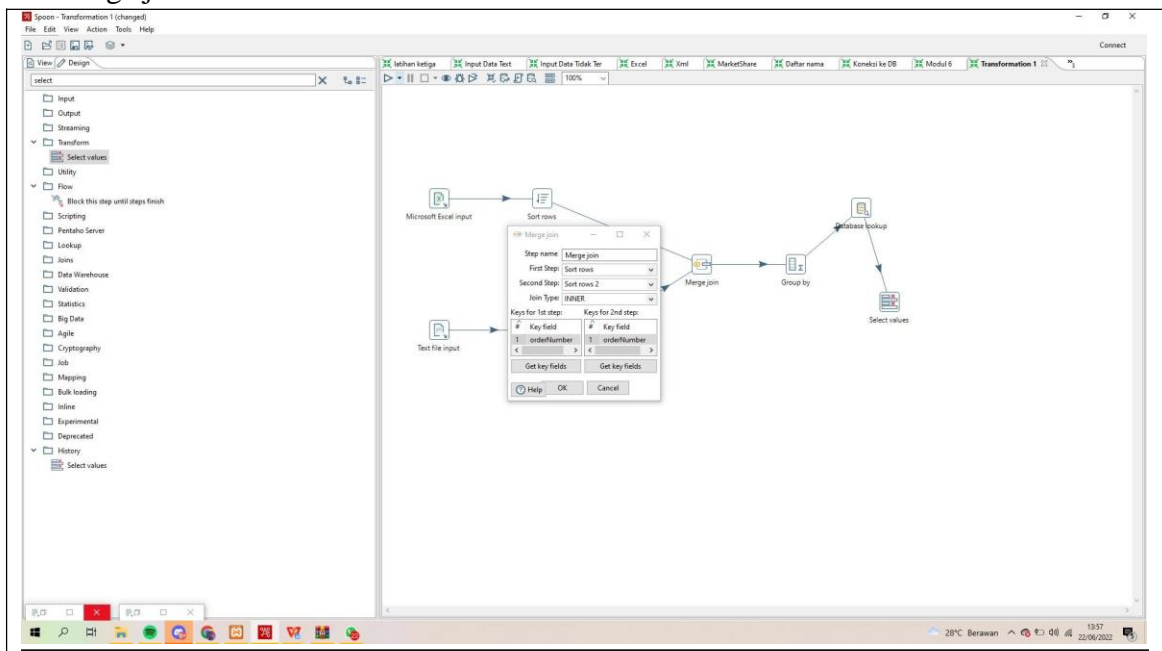 Spoon - Transformation 1 (changed)
File Edit View Action Tools Help
Connect
View Design
select
Input
Output
Streaming
Transform
Select values
Utility
Flow
Block this step until steps finish
Scripting
Pentaho Server
Lookup
Joins
Data Warehouse
Validation
Statistics
Big Data
Agile
Cryptography
Job
Mapping
Bulk loading
Inline
Experimental
Deprecated
History
Select values
latihan ketiga Input Data Text Input Data Tidak Ter Excel Xml MarketShare Daftar nama Koneksi ke DB Modul 6 Transformation 1
100%
Microsoft Excel input
Sort rows
Text file input
Merge join
Group by
Database lookup
Select values
Merge join
Step name Merge join
First Step: Sort rows
Second Step: Sort rows 2
Join Type: INNER
Keys for 1st step: Keys for 2nd step:
# Key field # Key field
1 orderNumber 1 orderNumber
Get key fields Get key fields
Help OK Cancel
28°C Berawan
13:57
22/06/2022